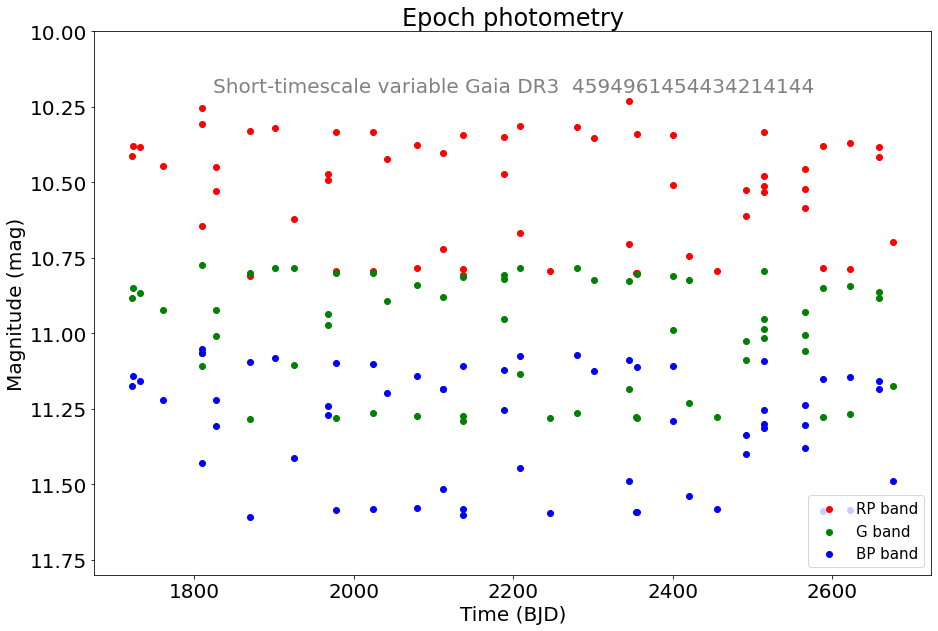 Epoch photometry
Short-timescale variable Gaia DR3  4594961454434214144
Magnitude (mag)
10.00
10.25
10.50
10.75
11.00
11.25
11.50
11.75
RP band
G band
BP band
1800
2000
2200
2400
2600
Time (BJD)